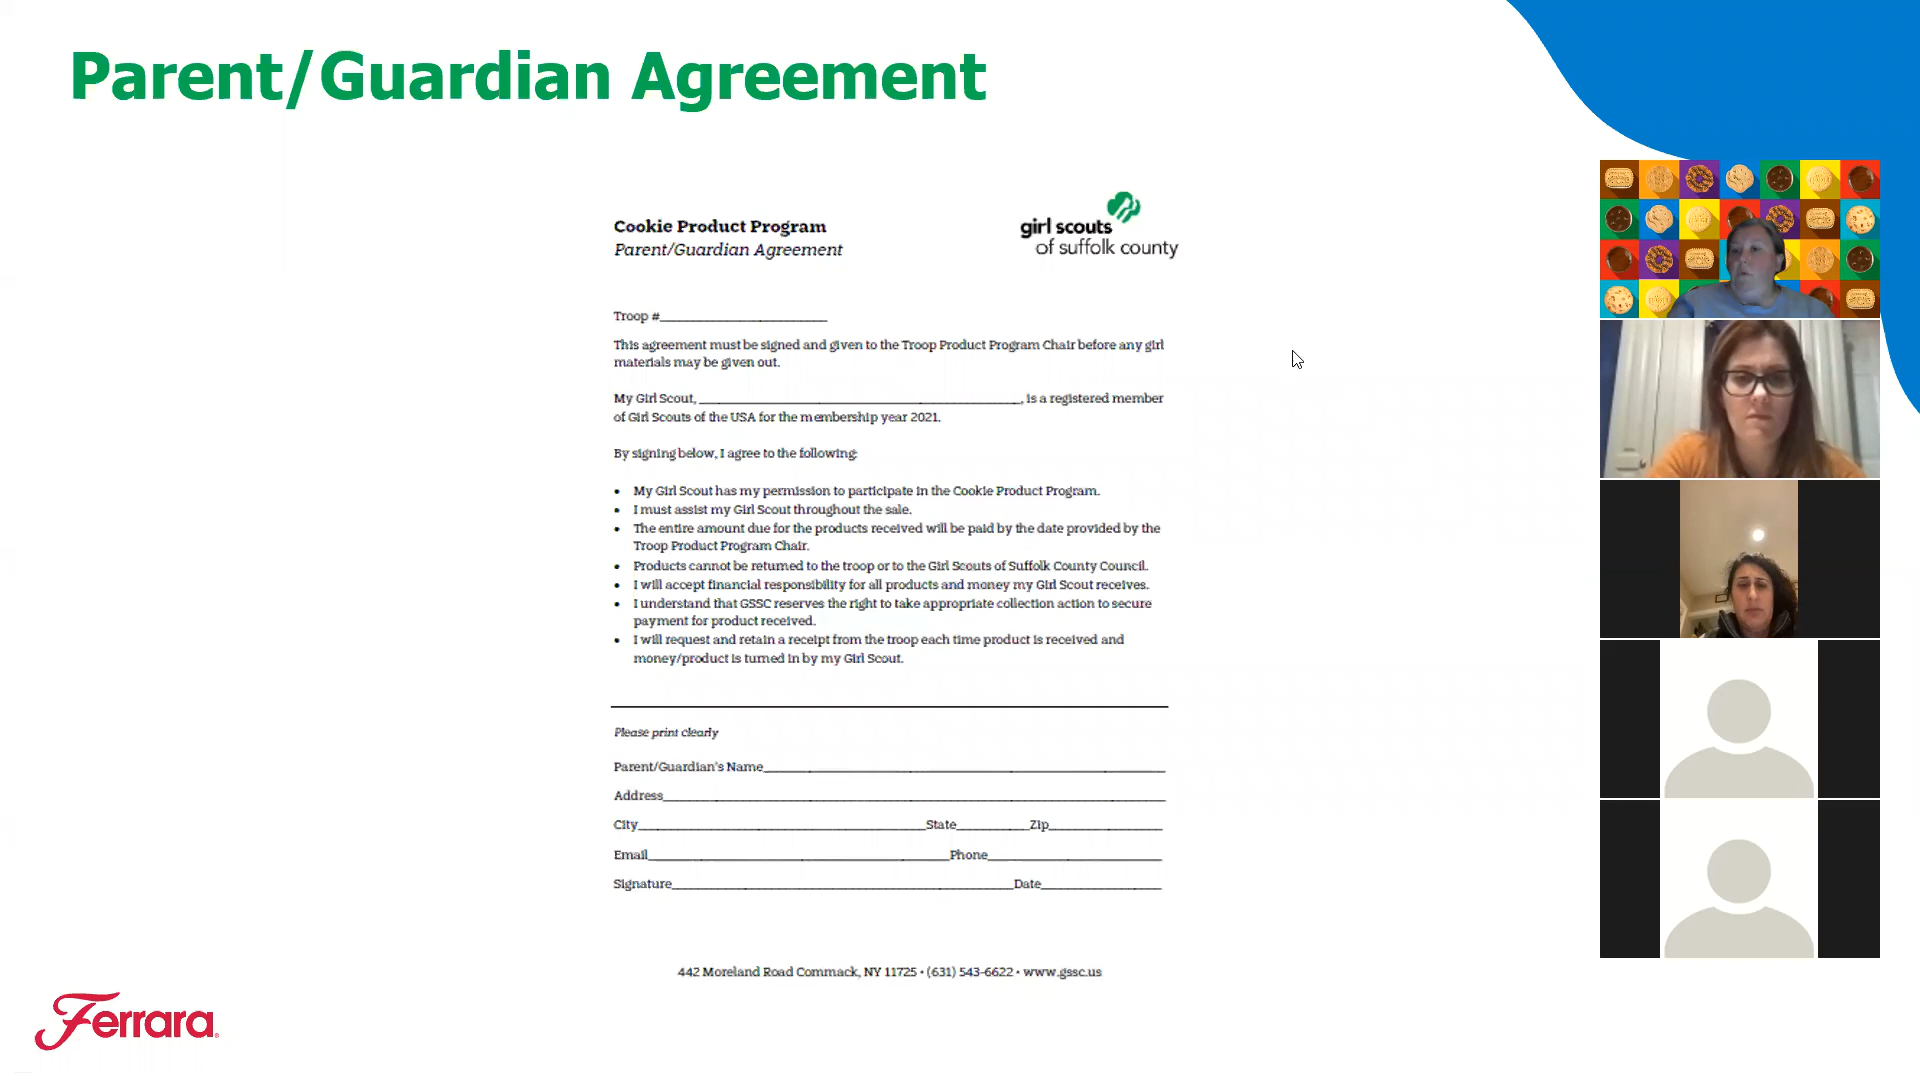 Parent/Guardian Agreement
Cookie Product Program
Parent/Guardian Agreement
girl scouts
of suffolk county
Troop #
This agreement must be signed and given to the Troop Product Program Chair before any girl
materials may be given out.
My Girl Scout, , is a registered member
of Girl Scouts of the USA for the membership year 2021.
By signing below, I agree to the following:
• My Girl Scout has my permission to participate in the Cookie Product Program.
• I must assist my Girl Scout throughout the sale.
• The entire amount due for the products received will be paid by the date provided by the
Troop Product Program Chair.
• Products cannot be returned to the troop or to the Girl Scouts of Suffolk County Council.
• I will accept financial responsibility for all products and money my Girl Scout receives.
• I understand that GSSC reserves the right to take appropriate collection action to secure
payment for product received.
• I will request and retain a receipt from the troop each time product is received and
money/product is turned in by my Girl Scout.
Please print clearly
Parent/Guardian's Name
Address
City State Zip
Email Phone
Signature Date
442 Moreland Road Commack, NY 11725 • (631) 543-6622 • www.gssc.us
Ferrara